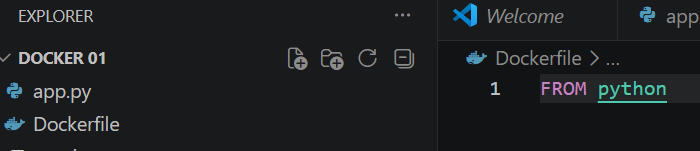 EXPLORER
...
DOCKER 01
app.py
Dockerfile
Welcome
app
Dockerfile > ...
1 FROM python